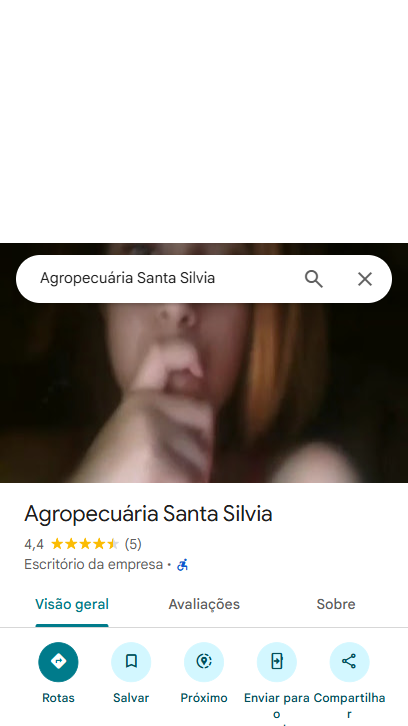 Agropecuária Santa Silvia
Agropecuária Santa Silvia
4,4 (5)
Escritório da empresa ·
Visão geral Avaliações Sobre
Rotas Salvar Próximo Enviar para o Compartilhar